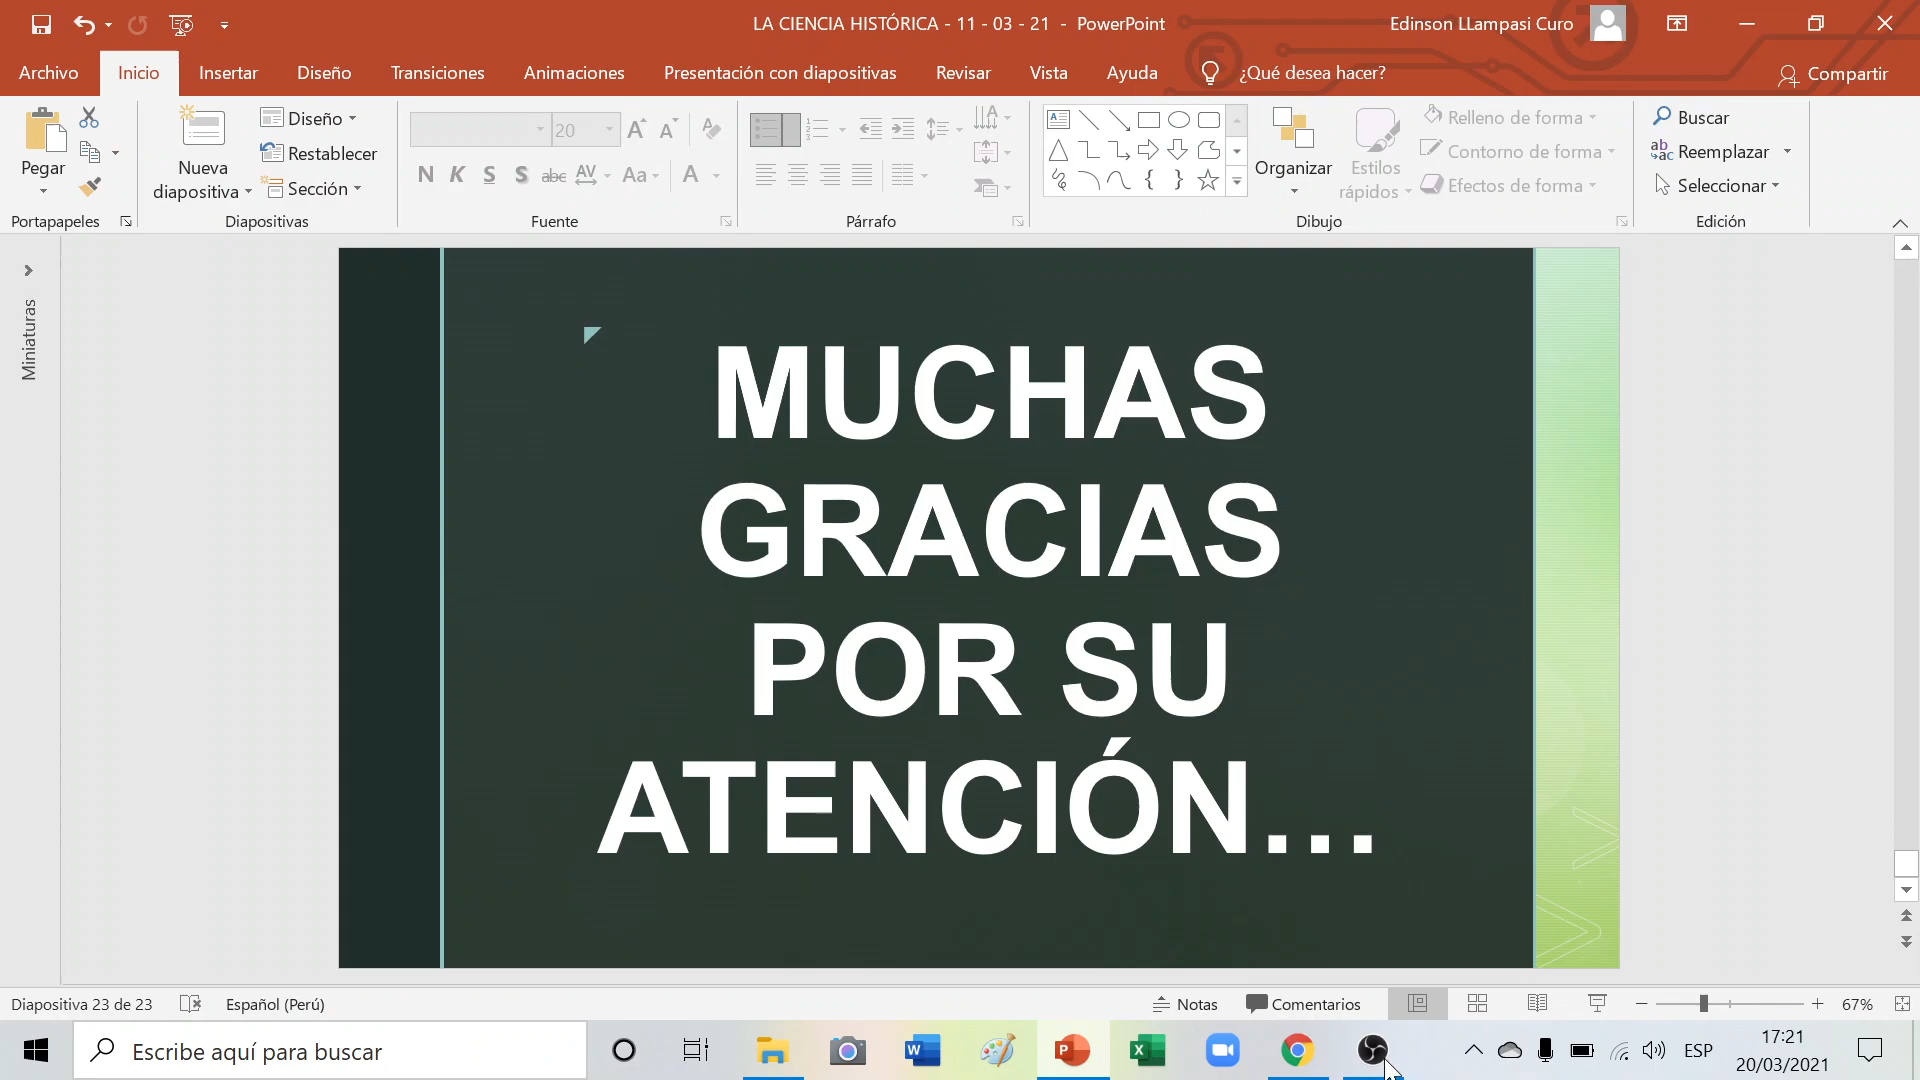 LA CIENCIA HISTÓRICA - 11 - 03 - 21 - PowerPoint
Edinson LLampasi Curo
Archivo
Inicio
Insertar
Diseño
Transiciones
Animaciones
Presentación con diapositivas
Revisar
Vista
Ayuda
¿Qué desea hacer?
Compartir
Pegar
Portapapeles
Nueva
diapositiva
Diseño
Restablecer
Sección
Diapositivas
20
N K S S abc AV Aa A
Fuente
Párrafo
Organizar
Estilos
rápidos
Relleno de forma
Contorno de forma
Efectos de forma
Dibujo
Buscar
Reemplazar
Seleccionar
Edición
Miniaturas
MUCHAS
GRACIAS
POR SU
ATENCIÓN...
Diapositiva 23 de 23
Español (Perú)
Notas
Comentarios
67%
Escribe aquí para buscar
ESP
17:21
20/03/2021